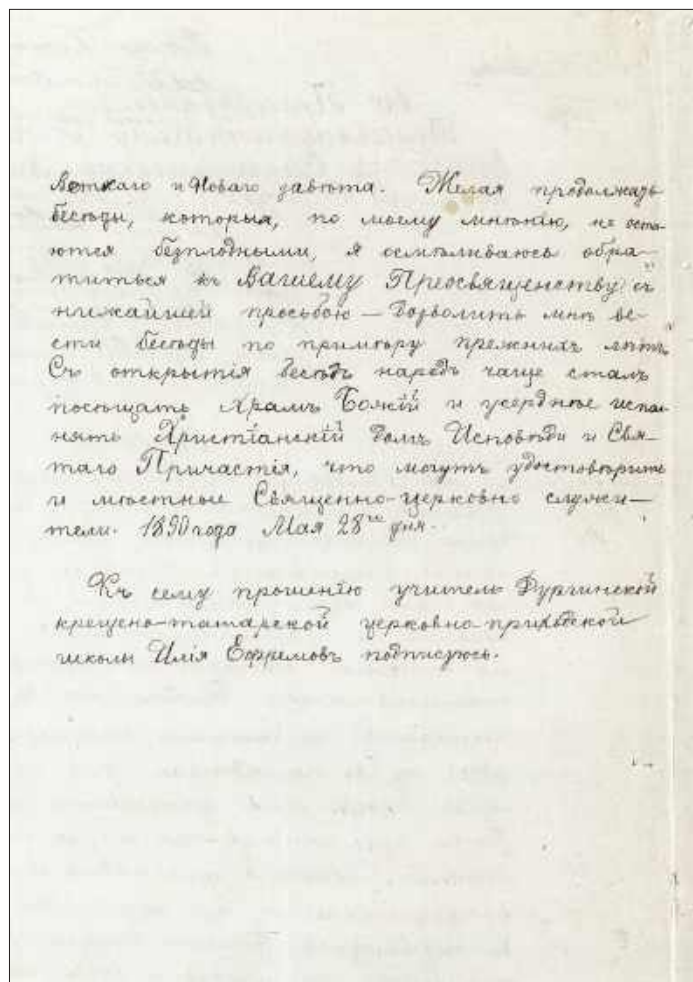 Ветхаго и Новаго завѣта. Желая продолжать
бесѣды, которыя, по моему мнѣнію, не оста-
ются безплодными, я осмѣливаюсь обра-
титься къ Вашему Преосвященству съ
нижайшей просьбою — дозволить мнѣ ве-
сти бесѣды по примѣру прежнихъ лѣтъ.
Съ открытія бесѣдъ народъ чаще сталъ
посѣщать Храмъ Божій и усерднѣе испол-
нять Христіанскій долгъ Исповѣди и Свя-
таго Причастія, что могутъ удостовѣрить
и мѣстные Священно-церковно служи-
тели. 1890 года Мая 28го дня.
Къ сему прошенію учитель
крещено-татарской церковно-приходской
школы Илія Ефремовъ подписуюсь.